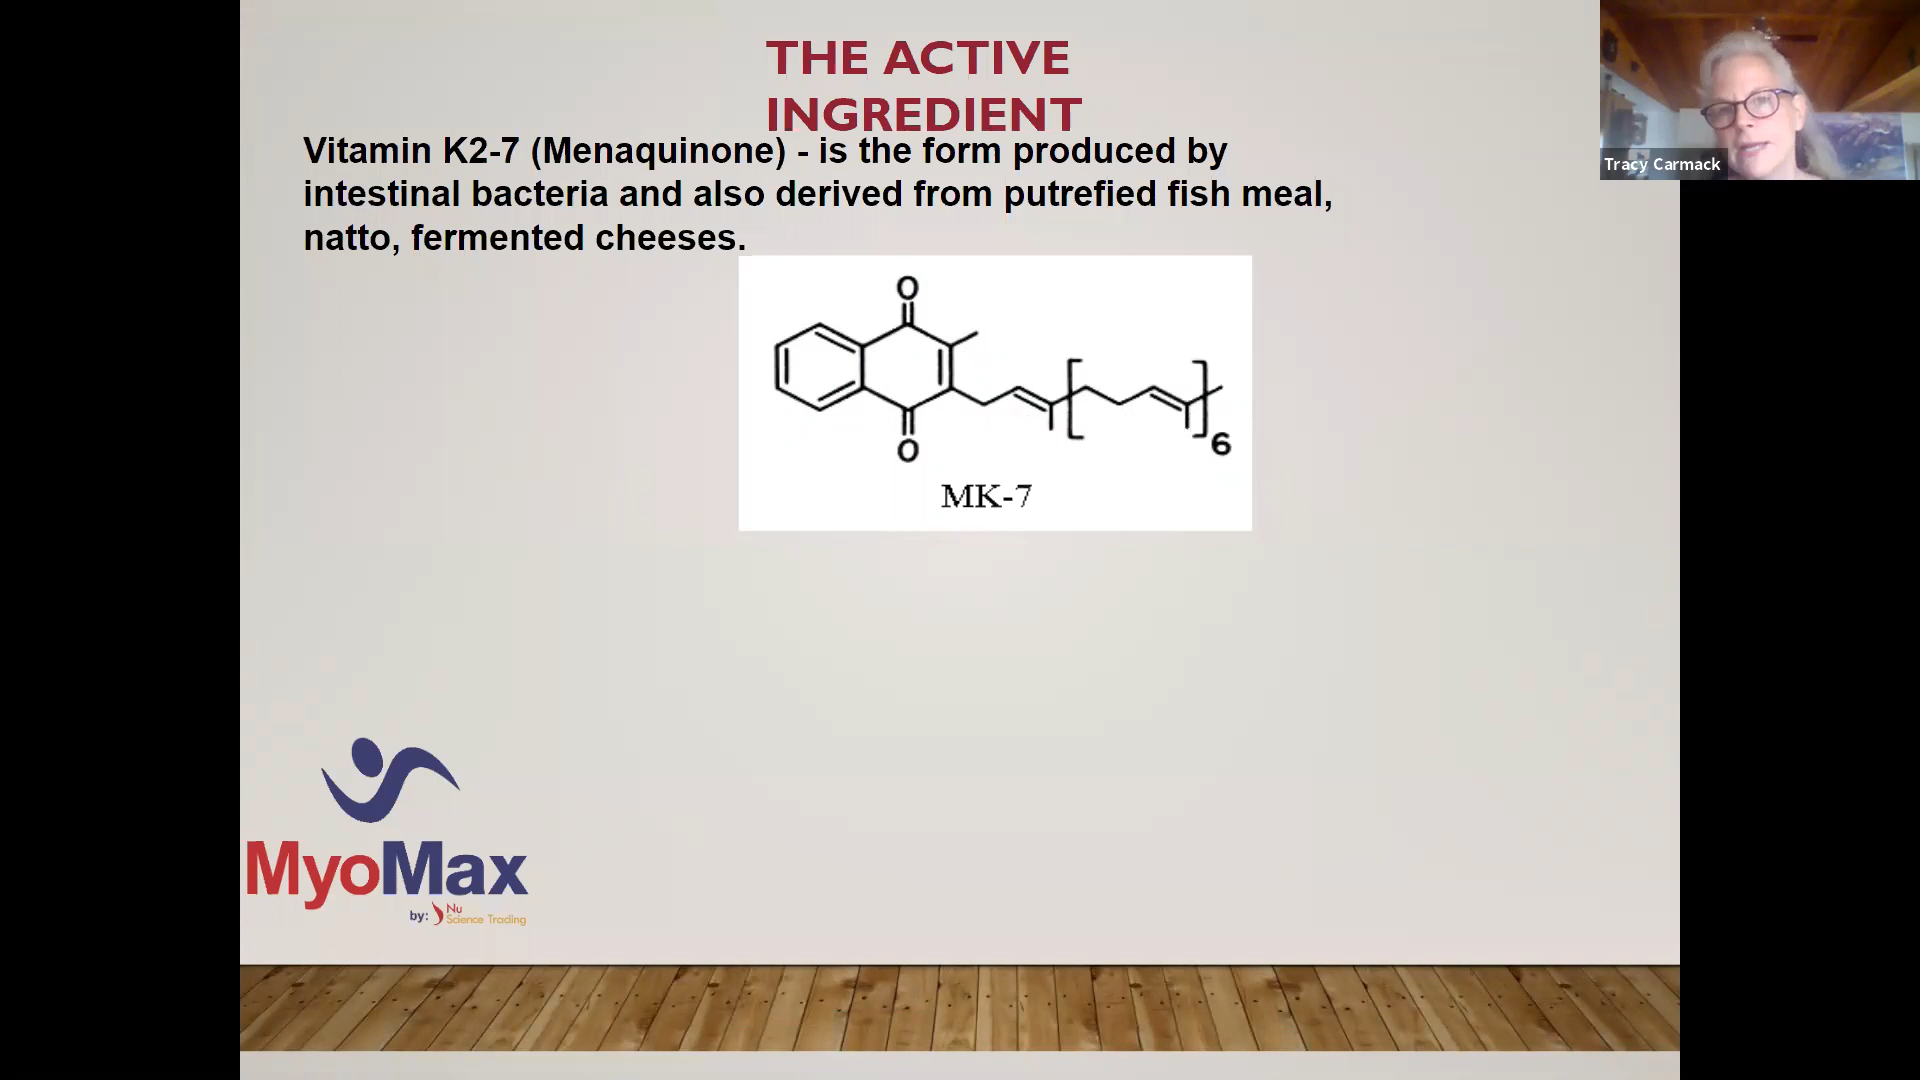 THE ACTIVE
INGREDIENT
Vitamin K2-7 (Menaquinone) - is the form produced by
intestinal bacteria and also derived from putrefied fish meal,
natto, fermented cheeses.
O
O
6
MK-7
Tracy Carmack
MyoMax
by: Nu
Science Trading